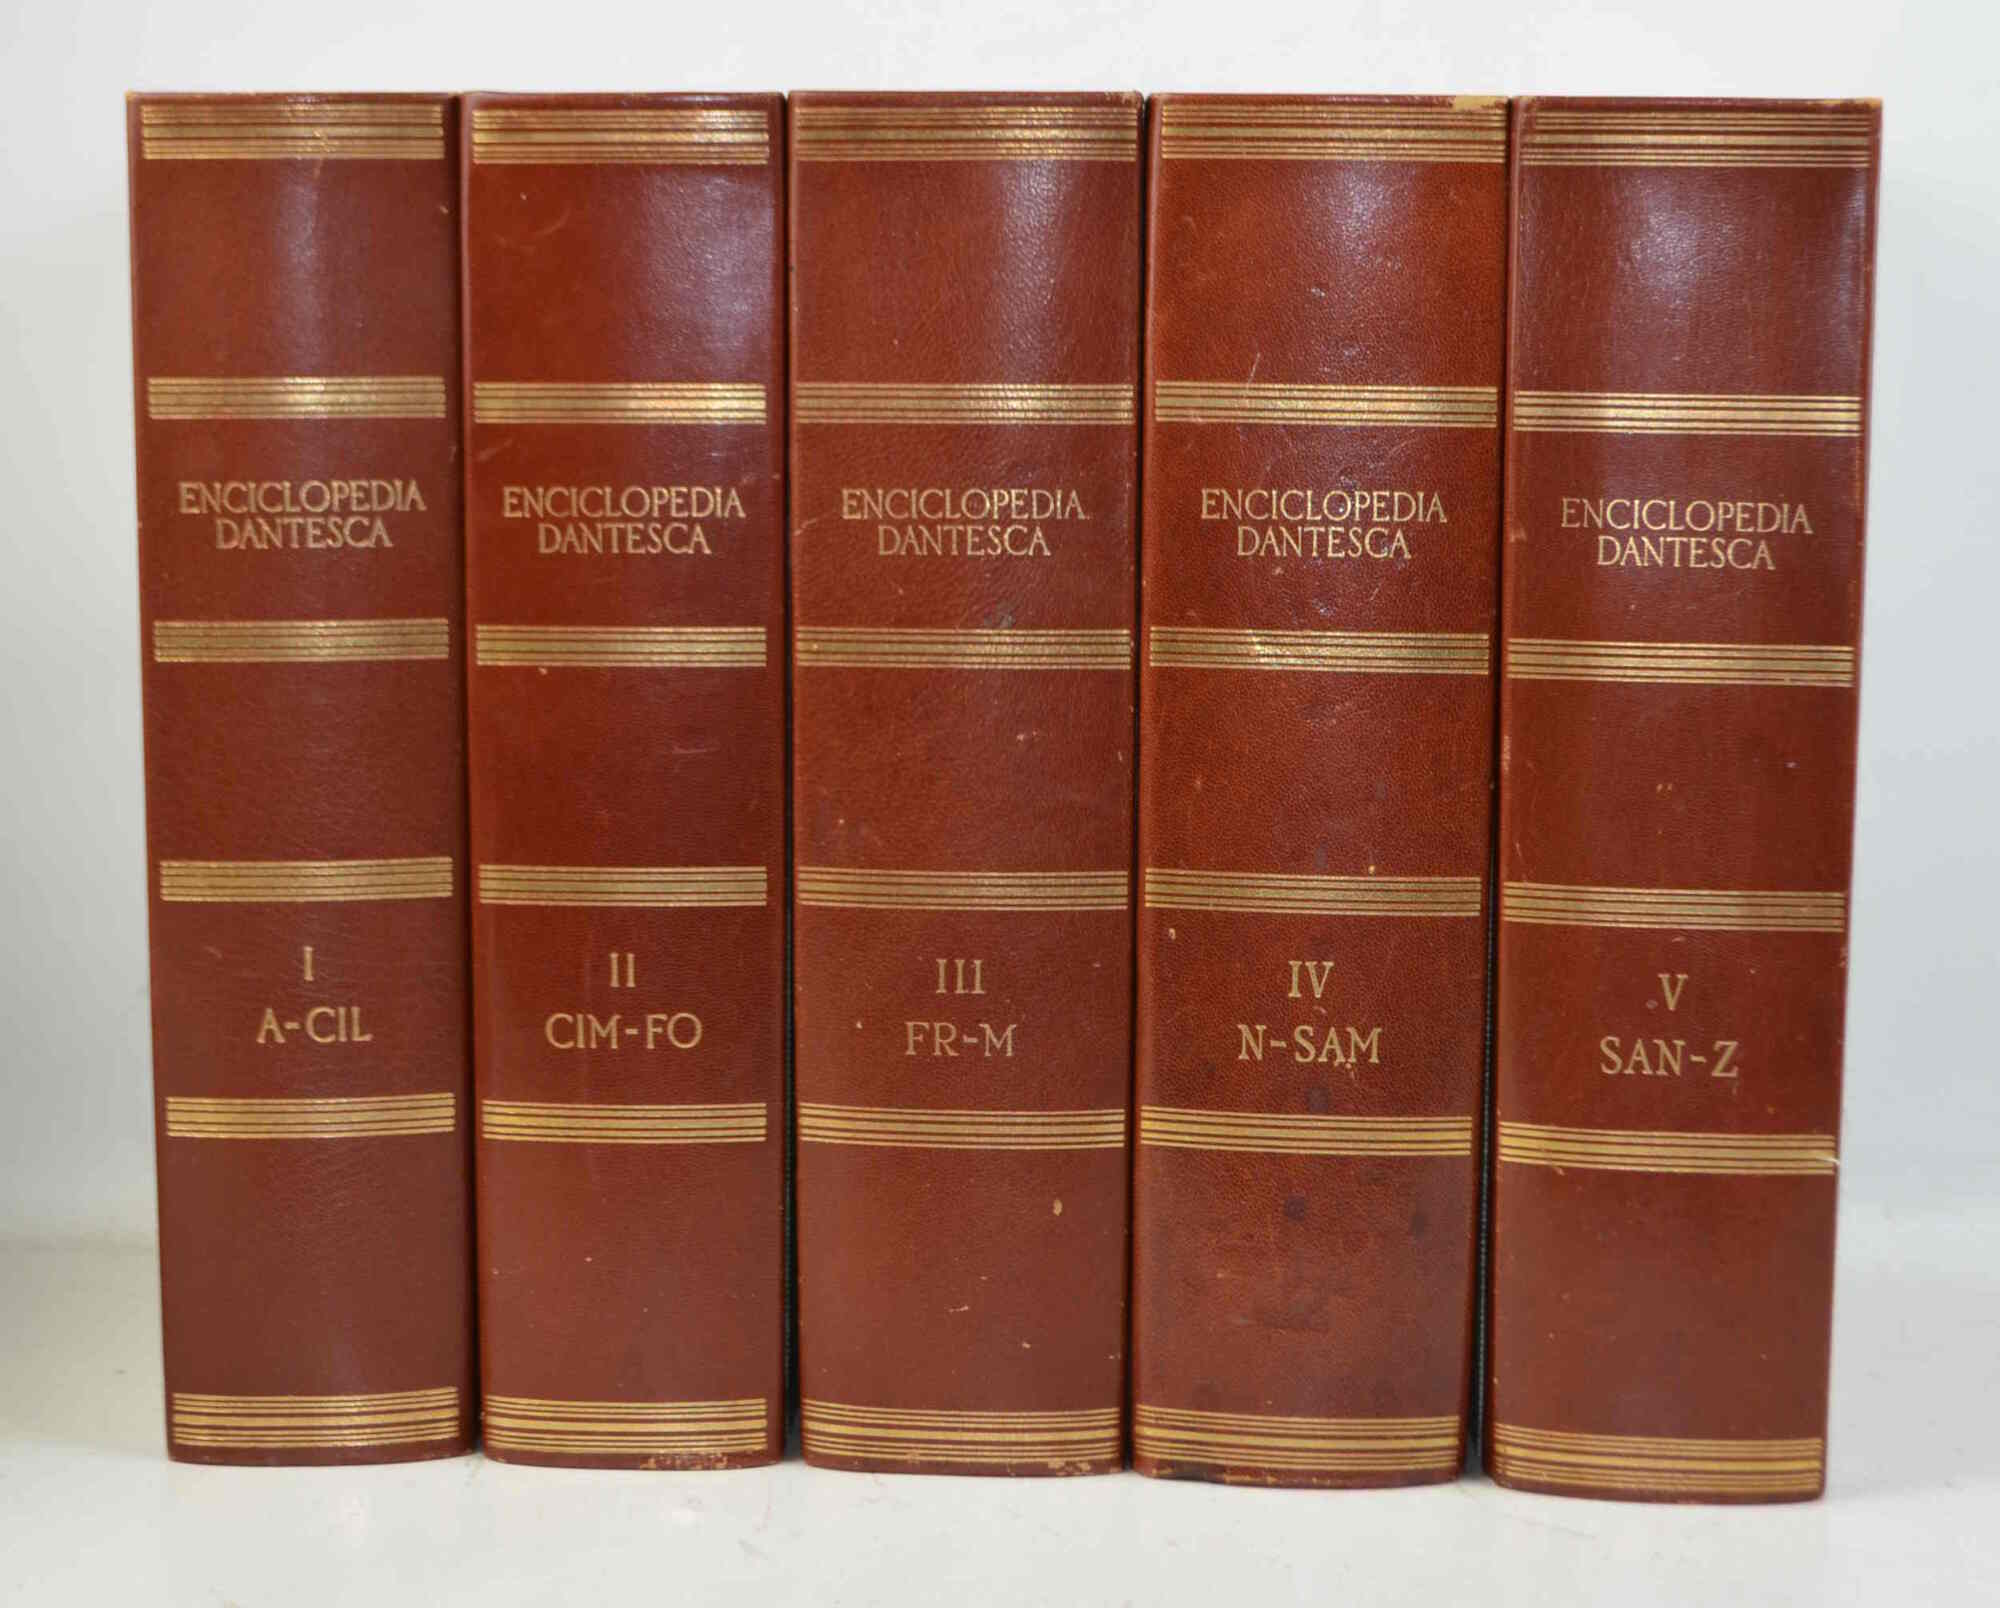 ENCICLOPEDIA
DANTESCA
I
A-CIL
ENCICLOPEDIA
DANTESCA
II
CIM-FO
ENCICLOPEDIA
DANTESCA
III
FR-M
ENCICLOPEDIA
DANTESCA
IV
N-SAM
ENCICLOPEDIA
DANTESCA
V
SAN-Z